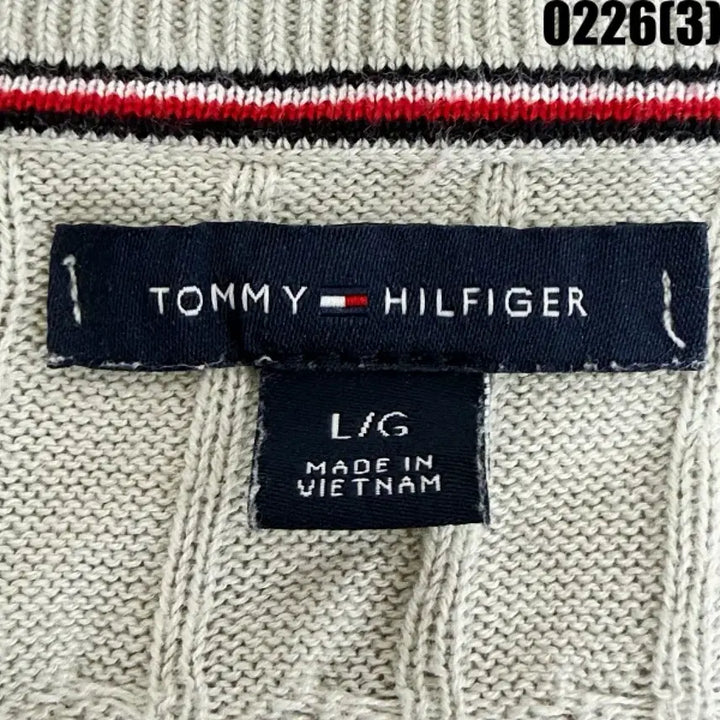 0226(3)
TOMMY HILFIGER
L/G
MADE IN
VIETNAM